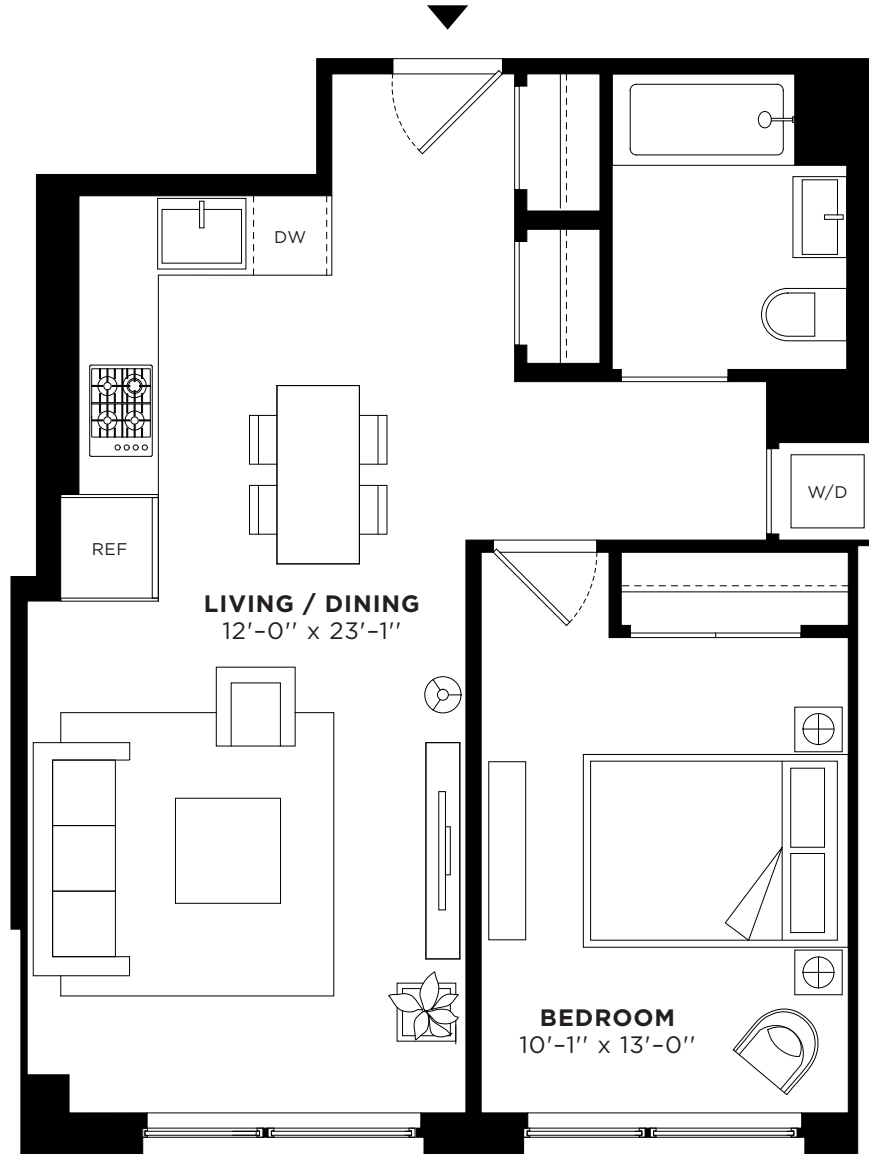 DW
W/D
REF
LIVING / DINING
12'-0'' x 23'-1''
BEDROOM
10'-1'' x 13'-0''